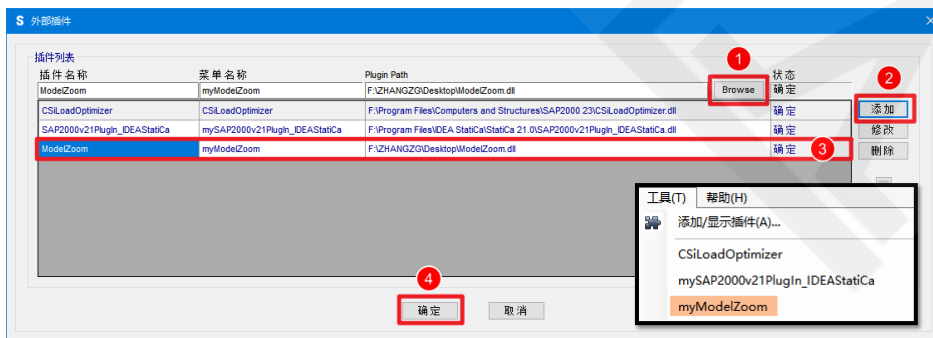 S 外部插件
插件列表
插件名称 菜单名称 Plugin Path 状态
ModelZoom myModelZoom F:\ZHANGZG\Desktop\ModelZoom.dll Browse 确定
1
2
添加
CSiLoadOptimizer CSiLoadOptimizer F:\Program Files\Computers and Structures\SAP2000 23\CSiLoadOptimizer.dll 确定
SAP2000v21PlugIn_IDEAStatiCa mySAP2000v21PlugIn_IDEAStatiCa F:\Program Files\IDEA StatiCa\StatiCa 21.0\SAP2000v21PlugIn_IDEAStatiCa.dll 确定
修改
ModelZoom myModelZoom F:\ZHANGZG\Desktop\ModelZoom.dll 确定 3
删除
工具(T) 帮助(H)
添加/显示插件(A)...
CSiLoadOptimizer
mySAP2000v21PlugIn_IDEAStatiCa
myModelZoom
4
确定 取消